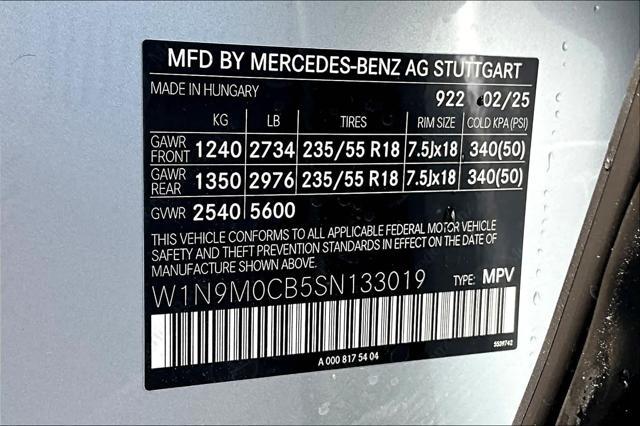 MFD BY MERCEDES-BENZ AG STUTTGART
MADE IN HUNGARY 922 02/25
KG LB TIRES RIM SIZE COLD KPA (PSI)
GAWR FRONT 1240 2734 235/55 R18 7.5Jx18 340(50)
GAWR REAR 1350 2976 235/55 R18 7.5Jx18 340(50)
GVWR 2540 5600
THIS VEHICLE CONFORMS TO ALL APPLICABLE FEDERAL MOTOR VEHICLE
SAFETY AND THEFT PREVENTION STANDARDS IN EFFECT ON THE DATE OF
MANUFACTURE SHOWN ABOVE.
W1N9M0CB5SN133019 TYPE: MPV
A 000 817 54 04